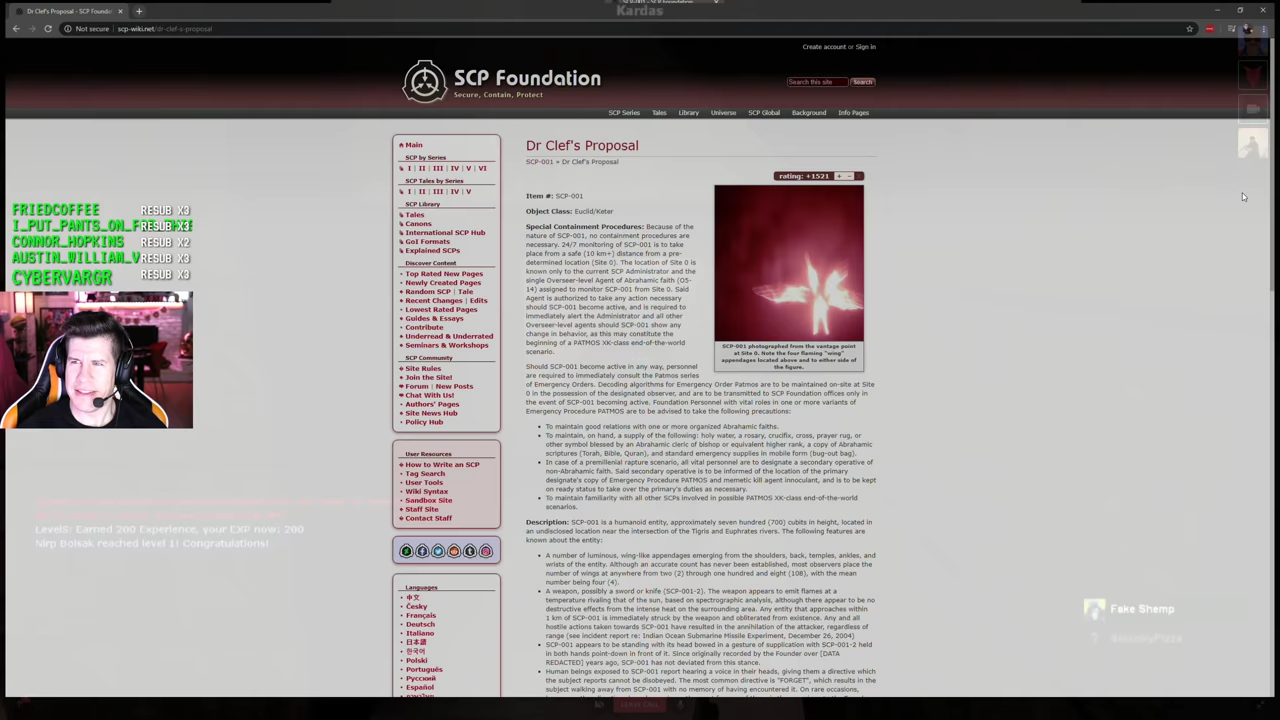 Kardas
Dr Clef's Proposal - SCP Foun
Not secure
scp-wiki.net/dr-clef-s-proposal
Create account or Sign in
SCP Foundation
Secure, Contain, Protect
Search this site
Search
SCP Series
Tales
Library
Universe
SCP Global
Background
Info Pages
FRIEDCOFFEE RESUB X3
I_PUT_PANTS_ON_F RESUB X3
CONNOR_HOPKINS RESUB X2
AUSTIN_WILLIAM_V RESUB X3
CYBERVAROR RESUB X3
LevelS: Earned 200 Experience, your EXP now: 200
Nirp Boisak reached level 1! Congratulations!
Main
SCP by Series
I II III IV V VI
SCP Tales by Series
I II III IV V
SCP Library
Tales
Canons
International SCP Hub
GoI Formats
Explained SCPs
Discover Content
Top Rated New Pages
Newly Created Pages
Random SCP | Tale
Recent Changes | Edits
Lowest Rated Pages
Guides & Essays
Contribute
Underread & Underrated
Seminars & Workshops
SCP Community
Site Rules
Join the Site!
Forum | New Posts
Chat With Us!
Authors' Pages
Site News Hub
Policy Hub
User Resources
How to Write an SCP
Tag Search
User Tools
Wiki Syntax
Sandbox Site
Staff Site
Contact Staff
Languages
中文
Česky
Français
Deutsch
Italiano
日本語
한국어
Polski
Português
Русский
Español
Dr Clef's Proposal
SCP-001 » Dr Clef's Proposal
rating: +1521 + –
Item #: SCP-001
Object Class: Euclid/Keter
Special Containment Procedures: Because of the
nature of SCP-001, no containment procedures are
necessary. 24/7 monitoring of SCP-001 is to take
place from a safe (10 km+) distance from a pre-
determined location (Site 0). The location of Site 0 is
known only to the current SCP Administrator and the
single Overseer-level Agent of Abrahamic faith (O5-
14) assigned to monitor SCP-001 from Site 0. Said
Agent is authorized to take any action necessary
should SCP-001 become active, and is required to
immediately alert the Administrator and all other
Overseer-level agents should SCP-001 show any
change in behavior, as this may constitute the
beginning of a PATMOS XK-class end-of-the-world
scenario.
SCP-001 photographed from the vantage point
at Site 0. Note the four flaming "wing"
appendages located above and to either side of
the figure.
Should SCP-001 become active in any way, personnel
are required to immediately consult the Patmos series
of Emergency Orders. Decoding algorithms for Emergency Order Patmos are to be maintained on-site at Site
0 in the possession of the designated observer, and are to be transmitted to SCP Foundation offices only in
the event of SCP-001 becoming active. Foundation Personnel with vital roles in one or more variants of
Emergency Procedure PATMOS are to be advised to take the following precautions:
To maintain good relations with one or more organized Abrahamic faiths.
To maintain, on hand, a supply of the following: holy water, a rosary, crucifix, cross, prayer rug, or
other symbol blessed by an Abrahamic cleric of bishop or equivalent higher rank, a copy of Abrahamic
scriptures (Torah, Bible, Quran), and standard emergency supplies in mobile form (bug-out bag).
In case of a premillenial rapture scenario, all vital personnel are to designate a secondary operative of
non-Abrahamic faith. Said secondary operative is to be informed of the location of the primary
designate's copy of Emergency Procedure PATMOS and memetic kill agent innoculant, and is to be kept
on ready status to take over the primary's duties as necessary.
To maintain familiarity with all other SCPs involved in possible PATMOS XK-class end-of-the-world
scenarios.
Description: SCP-001 is a humanoid entity, approximately seven hundred (700) cubits in height, located in
an undisclosed location near the intersection of the Tigris and Euphrates rivers. The following features are
known about the entity:
A number of luminous, wing-like appendages emerging from the shoulders, back, temples, ankles, and
wrists of the entity. Although an accurate count has never been established, most observers place the
number of wings at anywhere from two (2) through one hundred and eight (108), with the mean
number being four (4).
A weapon, possibly a sword or knife (SCP-001-2). The weapon appears to emit flames at a
temperature rivaling that of the sun, based on spectrographic analysis, although there appear to be no
destructive effects from the intense heat on the surrounding area. Any entity that approaches within
1 km of SCP-001 is immediately struck by the weapon and obliterated from existence. Any and all
hostile actions taken towards SCP-001 have resulted in the annihilation of the attacker, regardless of
range (see incident report re: Indian Ocean Submarine Missile Experiment, December 26, 2004)
SCP-001 appears to be standing with its head bowed in a gesture of supplication with SCP-001-2 held
in both hands point-down in front of it. Since originally recorded by the Founder over [DATA
REDACTED] years ago, SCP-001 has not deviated from this stance.
Human beings exposed to SCP-001 report hearing a voice in their heads, giving them a directive which
the subject reports cannot be disobeyed. The most common directive is "FORGET", which results in the
subject walking away from SCP-001 with no memory of having encountered it. On rare occasions,
Fake Shemp
LEAVE CALL